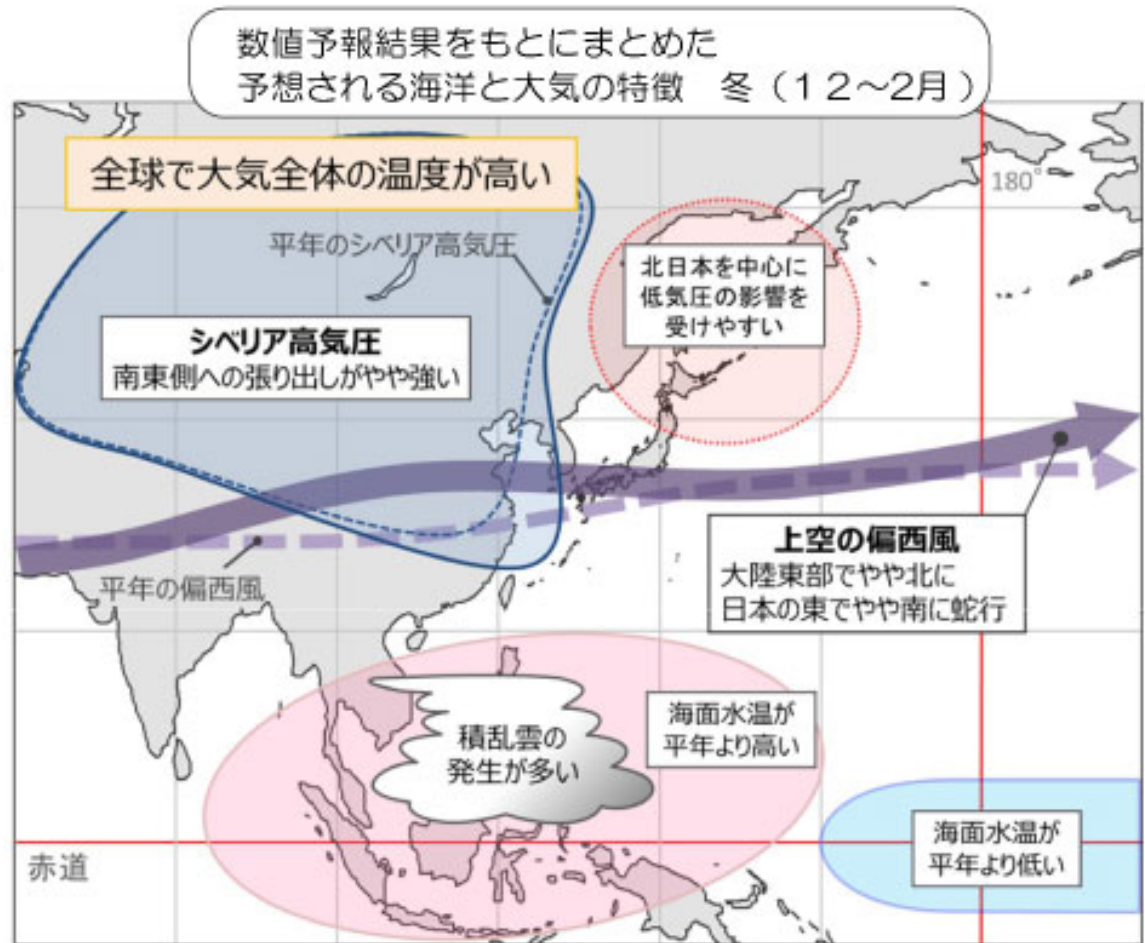 数値予報結果をもとにまとめた
予想される海洋と大気の特徴　冬（１２～2月）
全球で大気全体の温度が高い
180°
平年のシベリア高気圧
北日本を中心に
低気圧の影響を
受けやすい
シベリア高気圧
南東側への張り出しがやや強い
上空の偏西風
大陸東部でやや北に
日本の東でやや南に蛇行
平年の偏西風
海面水温が
平年より高い
積乱雲の
発生が多い
海面水温が
平年より低い
赤道